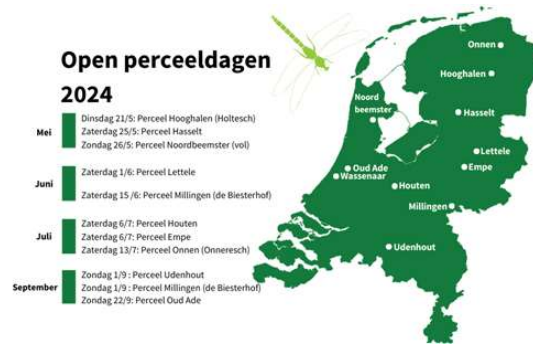 Open perceeldagen
2024
Mei
Dinsdag 21/5: Perceel Hooghalen (Holtesch)
Zaterdag 25/5: Perceel Hasselt
Zondag 26/5: Perceel Noordbeemster (vol)
Juni
Zaterdag 1/6: Perceel Lettele
Zaterdag 15 /6: Perceel Millingen (de Biesterhof)
Juli
Zaterdag 6/7: Perceel Houten
Zaterdag 6/7: Perceel Empe
Zaterdag 13/7: Perceel Onnen (Onneresch)
September
Zondag 1/9 : Perceel Udenhout
Zondag 1/9 : Perceel Millingen (de Biesterhof)
Zondag 22/9: Perceel Oud Ade
Onnen
Hooghalen
Noord
beemster
Hasselt
Lettele
Empe
Oud Ade
Wassenaar
Houten
Millingen
Udenhout